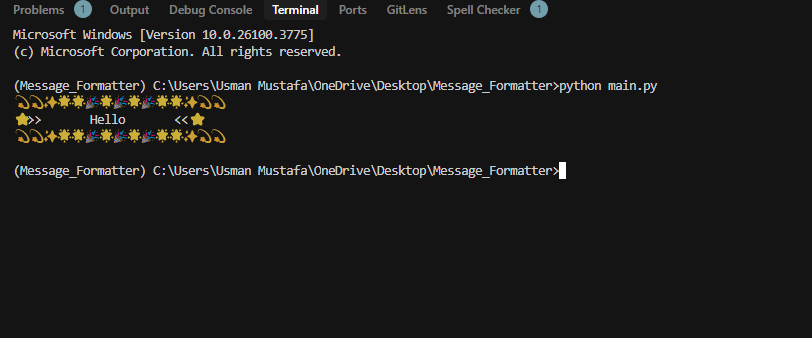 Problems 1 Output Debug Console Terminal Ports GitLens Spell Checker 1
Microsoft Windows [Version 10.0.26100.3775]
(c) Microsoft Corporation. All rights reserved.
(Message_Formatter) C:\Users\Usman Mustafa\OneDrive\Desktop\Message_Formatter>python main.py
💫💫✨🌟🌟🎉🌟🎉🌟🎉🌟🌟✨💫💫
⭐>> Hello <<⭐
💫💫✨🌟🌟🎉🌟🎉🌟🎉🌟🌟✨💫💫
(Message_Formatter) C:\Users\Usman Mustafa\OneDrive\Desktop\Message_Formatter>